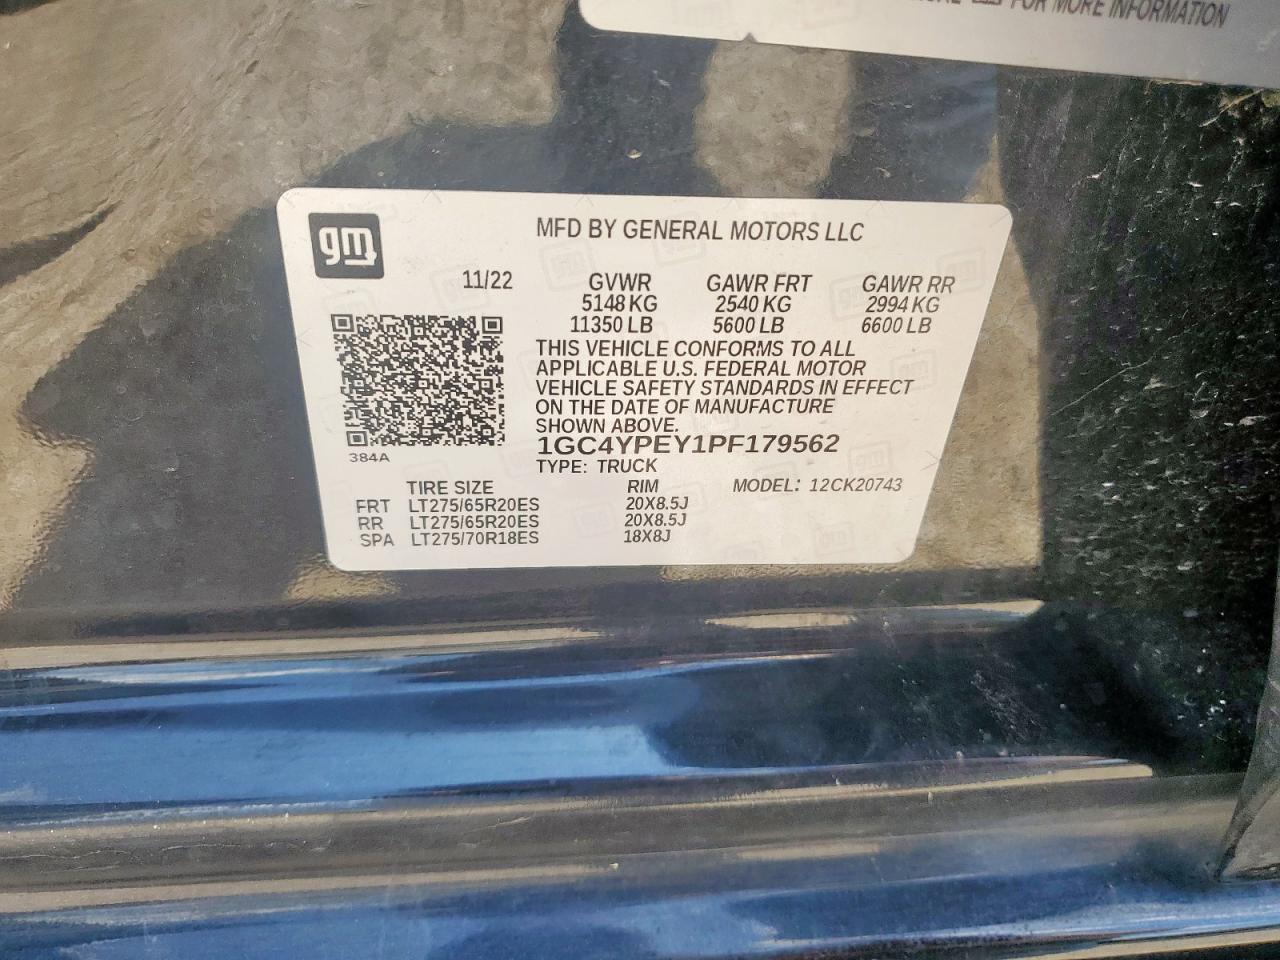 FOR MORE INFORMATION
gm
MFD BY GENERAL MOTORS LLC
11/22 GVWR GAWR FRT GAWR RR
5148 KG 2540 KG 2994 KG
11350 LB 5600 LB 6600 LB
THIS VEHICLE CONFORMS TO ALL
APPLICABLE U.S. FEDERAL MOTOR
VEHICLE SAFETY STANDARDS IN EFFECT
ON THE DATE OF MANUFACTURE
SHOWN ABOVE.
1GC4YPEY1PF179562
384A
TYPE: TRUCK
TIRE SIZE RIM MODEL: 12CK20743
FRT LT275/65R20ES 20X8.5J
RR LT275/65R20ES 20X8.5J
SPA LT275/70R18ES 18X8J